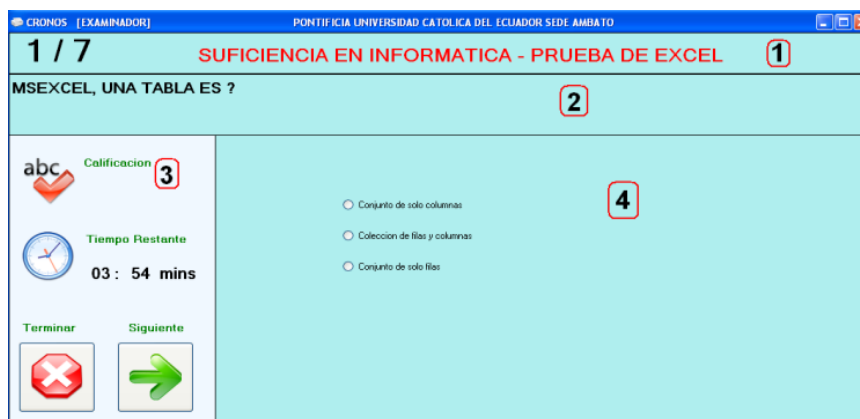 CRONOS [EXAMINADOR] PONTIFICIA UNIVERSIDAD CATOLICA DEL ECUADOR SEDE AMBATO
1 / 7 SUFICIENCIA EN INFORMATICA - PRUEBA DE EXCEL 1
MSEXCEL, UNA TABLA ES ?
2
abc Calificacion 3
4
Conjunto de solo columnas
Coleccion de filas y columnas
Conjunto de solo filas
Tiempo Restante
03 : 54 mins
Terminar Siguiente